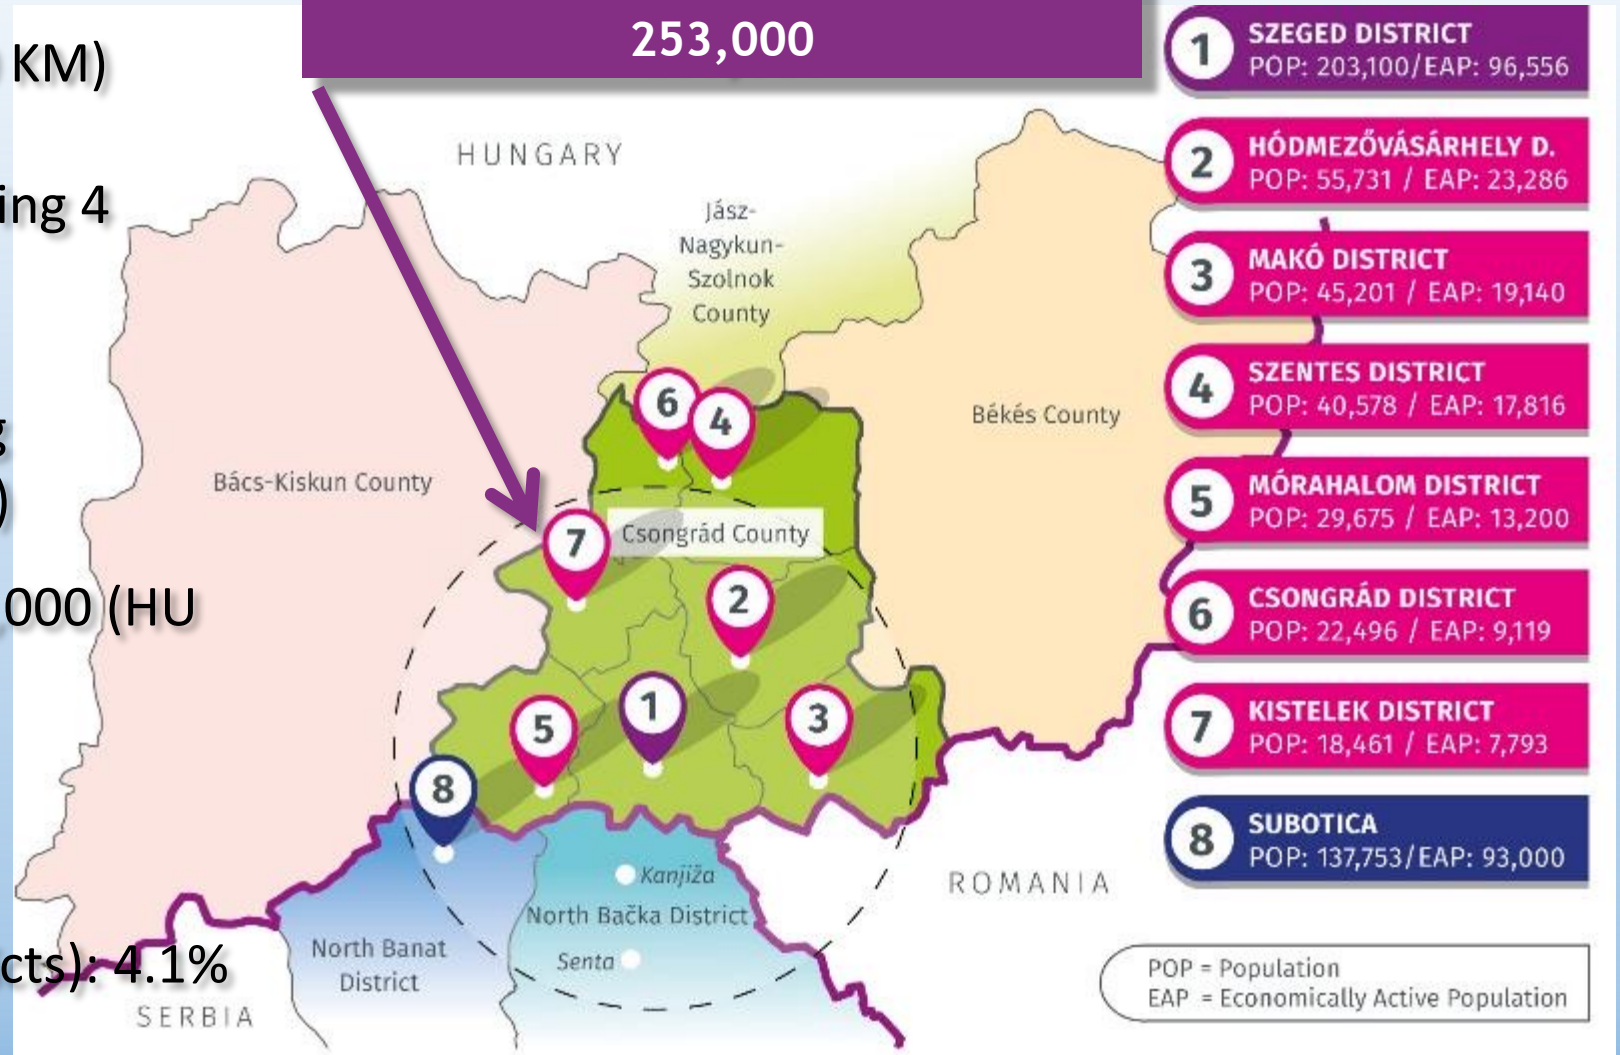 KM)
ing 4
)
,000 (HU
cts): 4.1%
253,000
HUNGARY
Jász-
Nagykun-
Szolnok
County
Békés County
Bács-Kiskun County
6
4
Csongrád County
7
2
1
5
3
8
Kanjiža
North Bačka District
North Banat
District
Senta
SERBIA
ROMANIA
1
SZEGED DISTRICT
POP: 203,100/EAP: 96,556
2
HÓDMEZŐVÁSÁRHELY D.
POP: 55,731 / EAP: 23,286
3
MAKÓ DISTRICT
POP: 45,201 / EAP: 19,140
4
SZENTES DISTRICT
POP: 40,578 / EAP: 17,816
5
MÓRAHALOM DISTRICT
POP: 29,675 / EAP: 13,200
6
CSONGRÁD DISTRICT
POP: 22,496 / EAP: 9,119
7
KISTELEK DISTRICT
POP: 18,461 / EAP: 7,793
8
SUBOTICA
POP: 137,753/EAP: 93,000
POP = Population
EAP = Economically Active Population